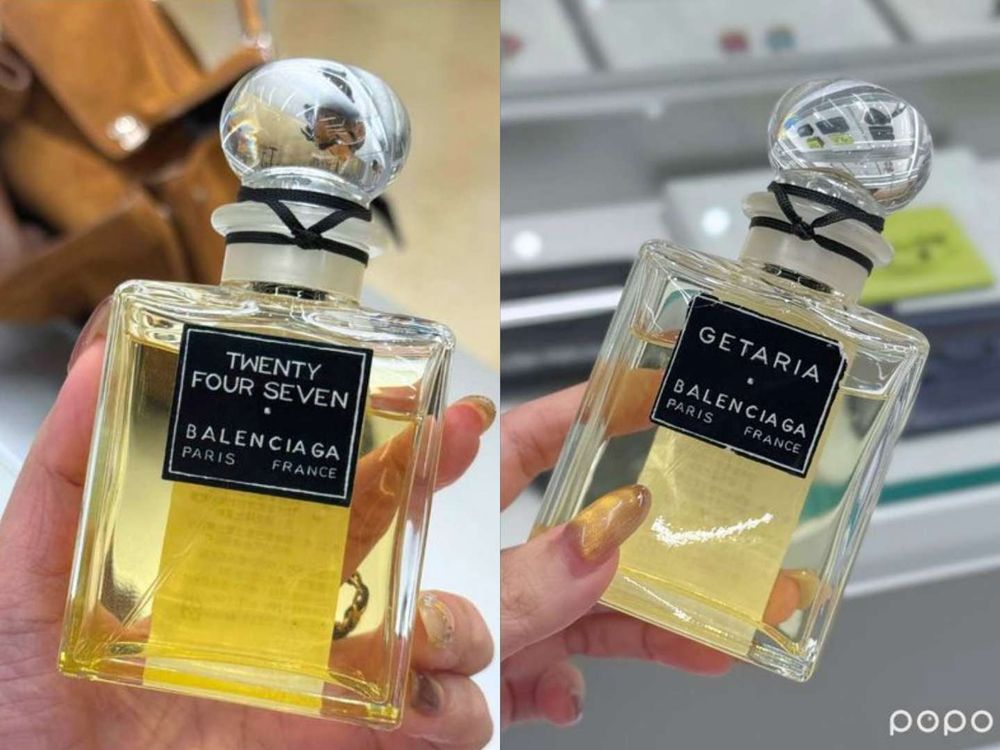 TWENTY
FOUR SEVEN
BALENCIAGA
PARIS FRANCE
GETARIA
BALENCIAGA
PARIS FRANCE
popo